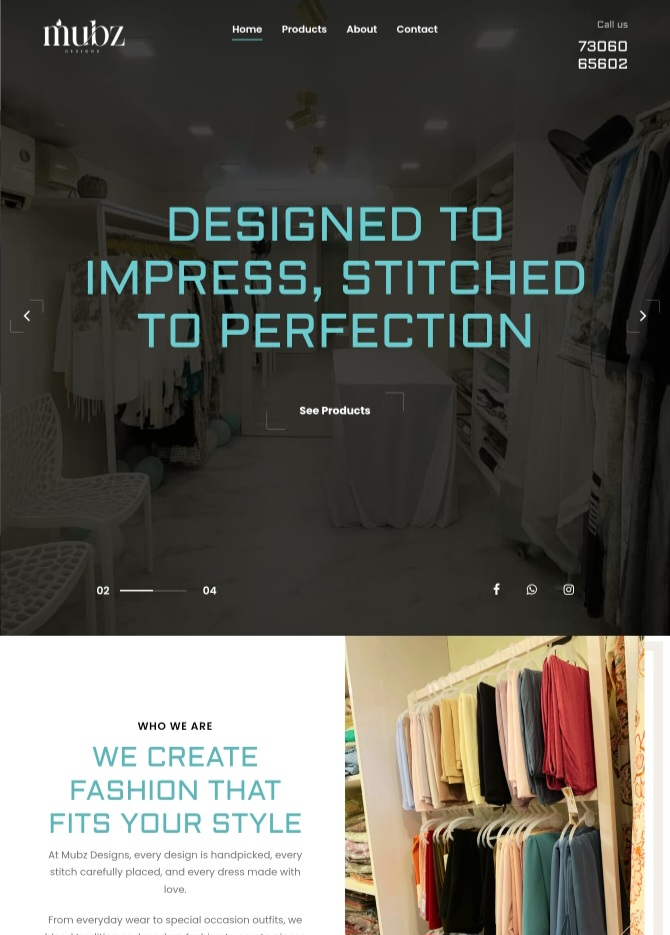 mubz
DESIGNS
Home Products About Contact
Call us
73060
65602
DESIGNED TO
IMPRESS, STITCHED
TO PERFECTION
See Products
02 04
WHO WE ARE
WE CREATE
FASHION THAT
FITS YOUR STYLE
At Mubz Designs, every design is handpicked, every
stitch carefully placed, and every dress made with
love.
From everyday wear to special occasion outfits, we